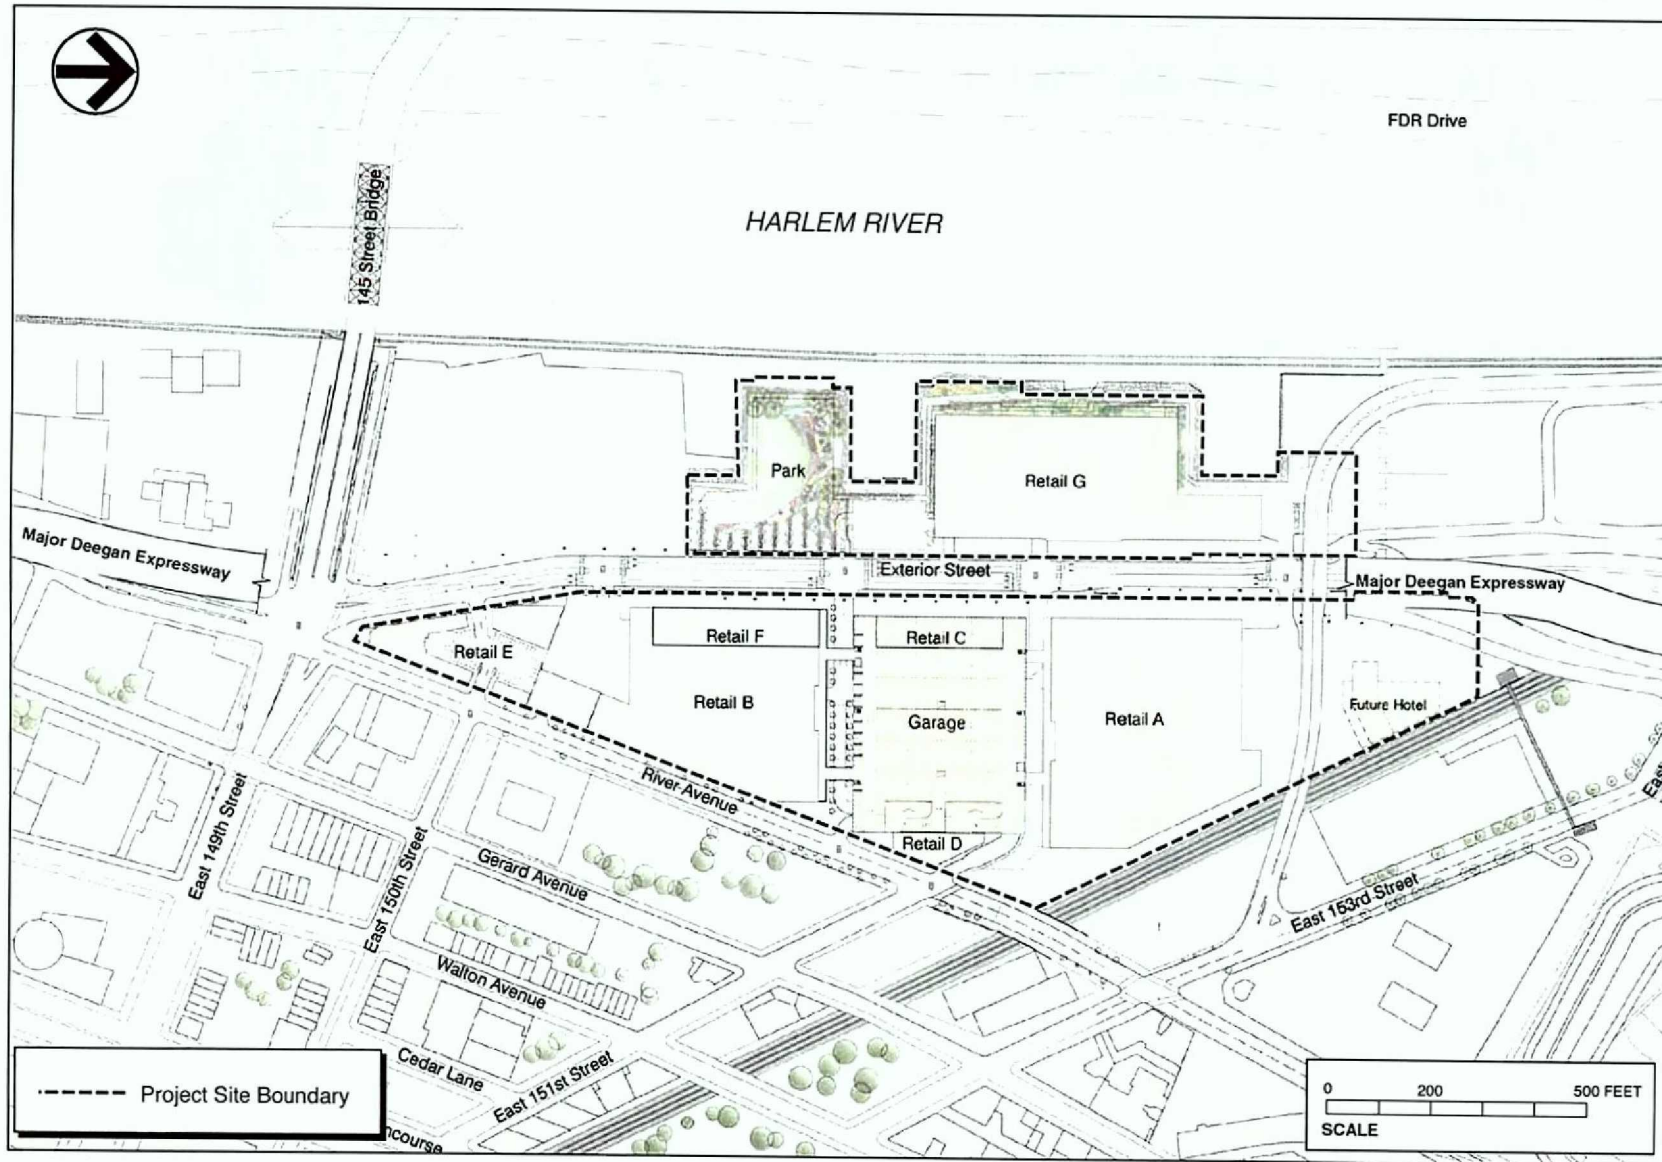 FDR Drive
HARLEM RIVER
145 Street Bridge
Park
Retail G
Major Deegan Expressway
Exterior Street
Major Deegan Expressway
Retail F
Retail C
Retail E
Retail B
Garage
Retail A
Future Hotel
River Avenue
Retail D
East 149th Street
East 150th Street
Gerard Avenue
East 153rd Street
Walton Avenue
Cedar Lane
East 151st Street
East
Project Site Boundary
ncourse
0 200 500 FEET
SCALE